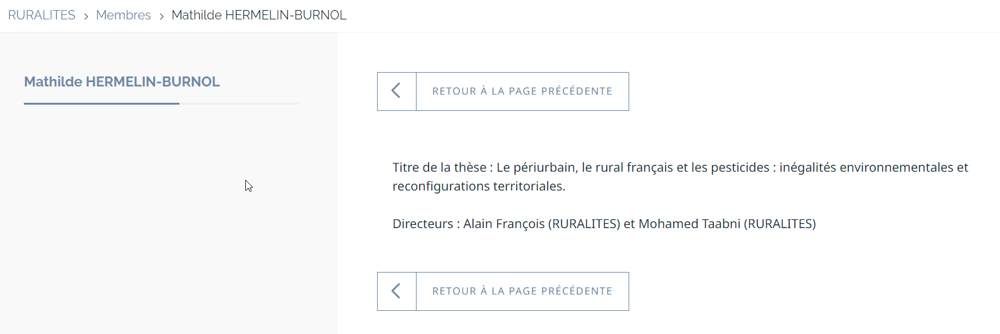 RURALITES > Membres > Mathilde HERMELIN-BURNOL
Mathilde HERMELIN-BURNOL
RETOUR À LA PAGE PRÉCÉDENTE
Titre de la thèse : Le périurbain, le rural français et les pesticides : inégalités environnementales et
reconfigurations territoriales.
Directeurs : Alain François (RURALITES) et Mohamed Taabni (RURALITES)
RETOUR À LA PAGE PRÉCÉDENTE